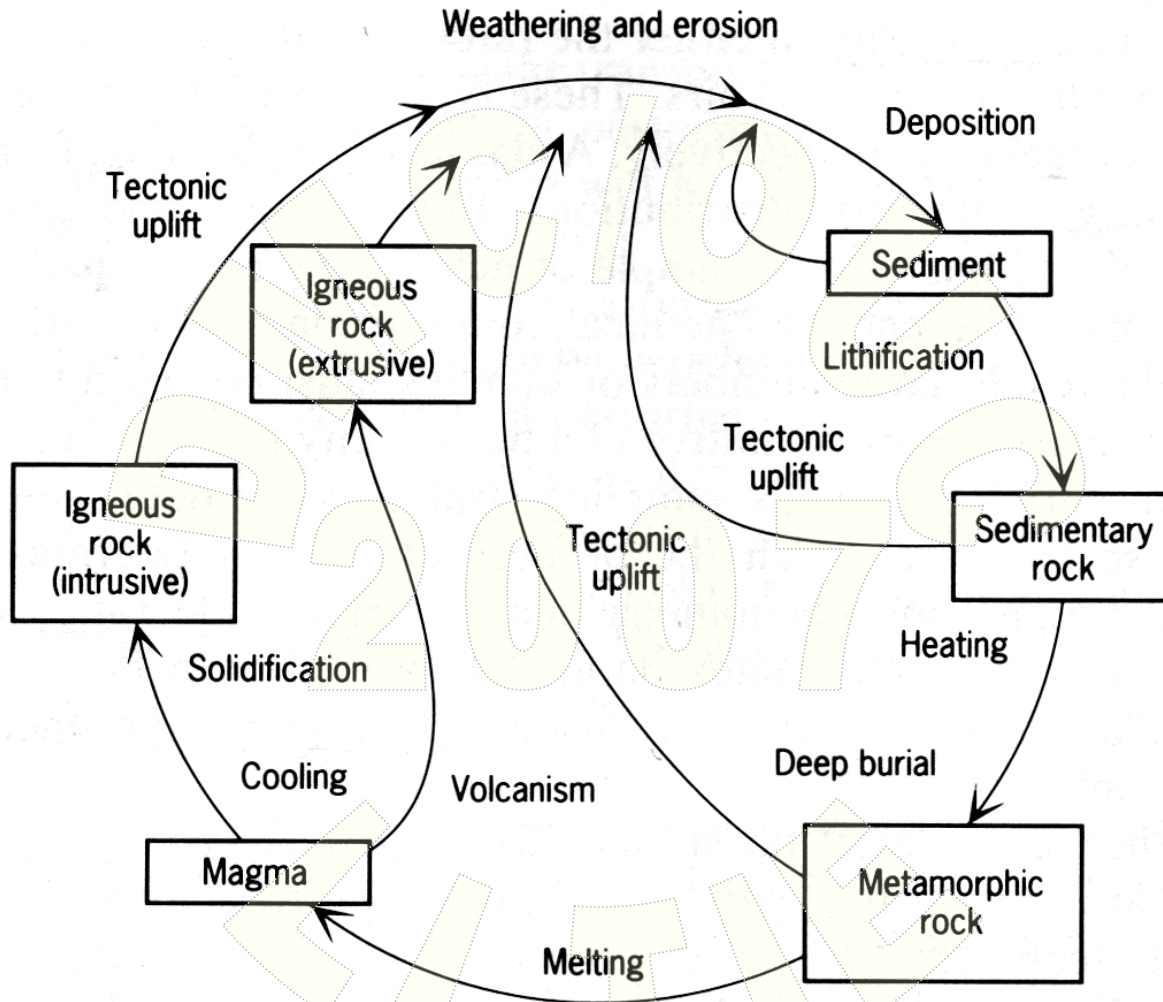 Weathering and erosion
Deposition
Tectonic
uplift
Sediment
Igneous
rock
(extrusive)
Lithification
Tectonic
uplift
Igneous
rock
(intrusive)
Sedimentary
rock
Tectonic
uplift
Heating
Solidification
Deep burial
Cooling
Volcanism
Magma
Metamorphic
rock
Melting
2007